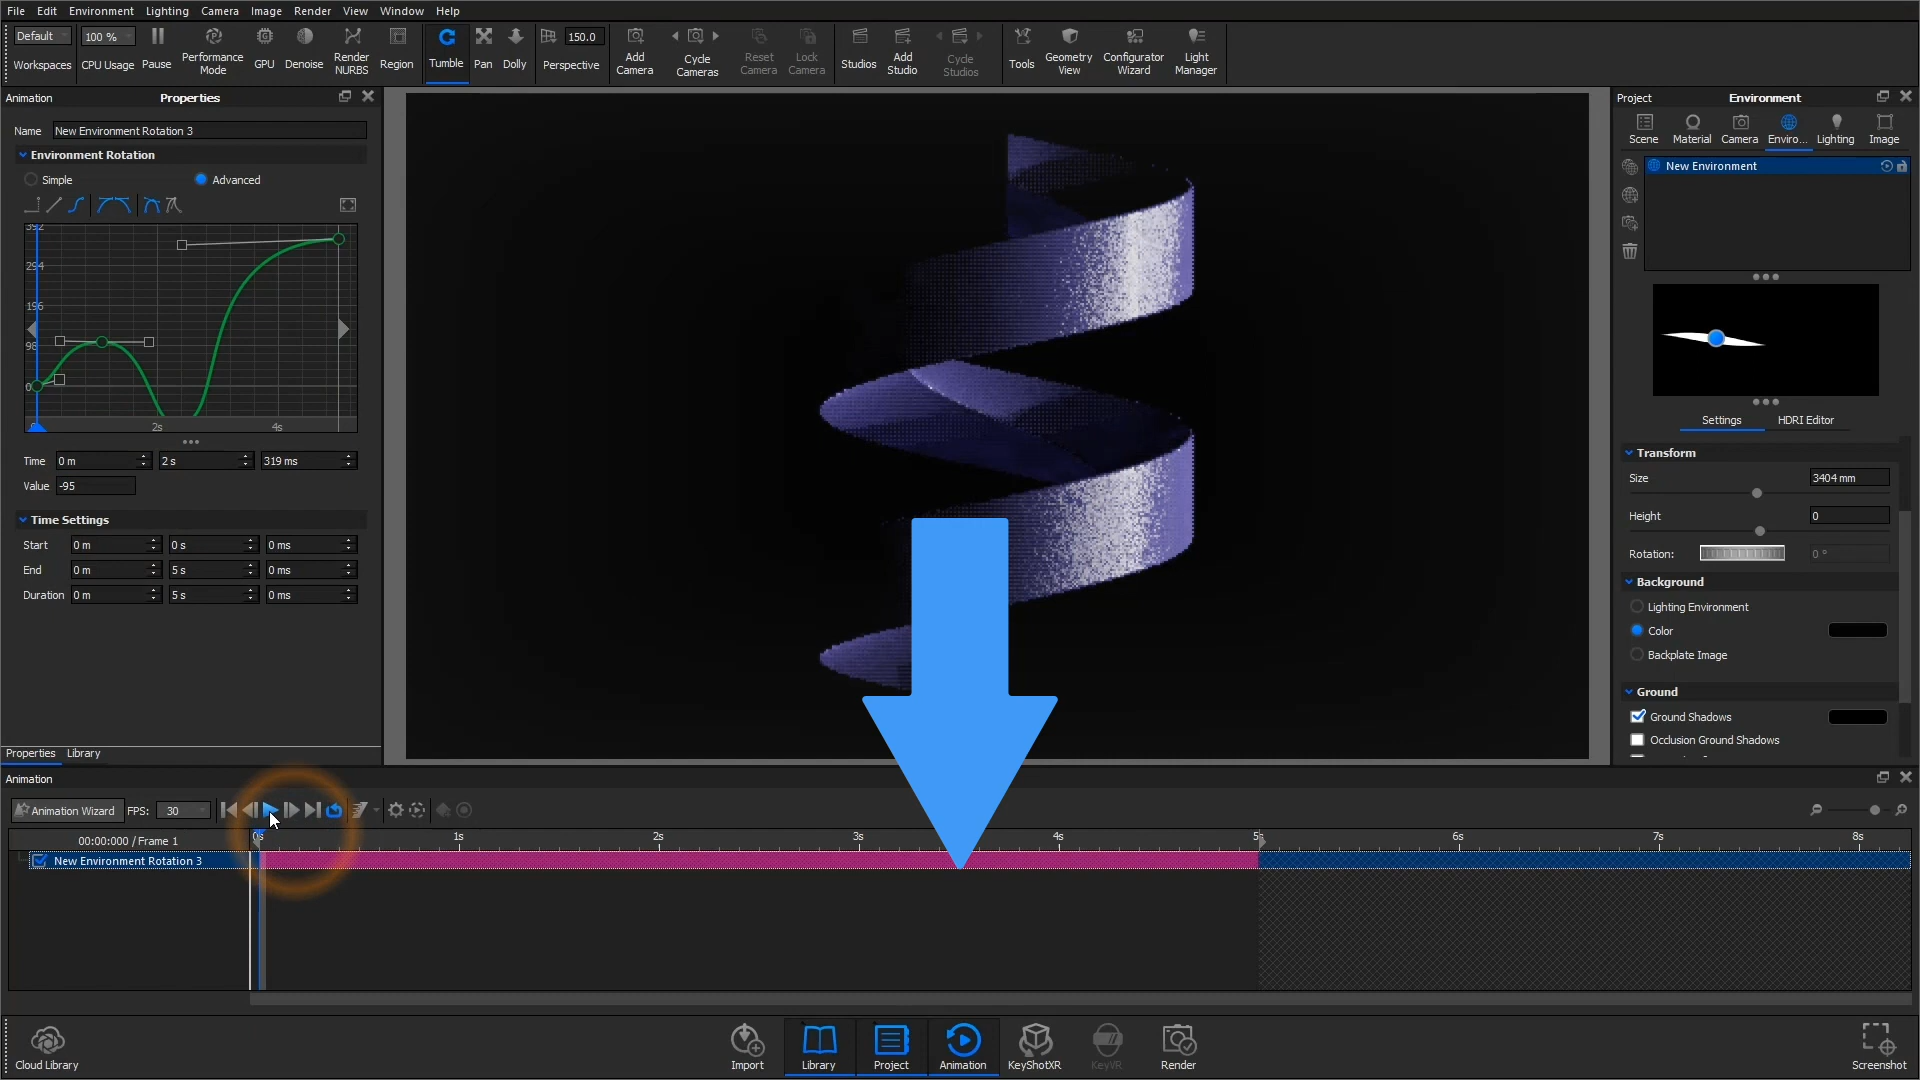 File Edit Environment Lighting Camera Image Render View Window Help
Default 100 % 150.0
Workspaces CPU Usage Pause Performance Mode GPU Denoise Render NURBS Region Tumble Pan Dolly Perspective Add Camera Cycle Cameras Reset Camera Lock Camera Studios Add Studio Cycle Studios Tools Geometry View Configurator Wizard Light Manager
Animation Properties
Name New Environment Rotation 3
Environment Rotation
Simple Advanced
392
294
196
98
0
2s 4s
Time 0 m 2 s 319 ms
Value -95
Time Settings
Start 0 m 0 s 0 ms
End 0 m 5 s 0 ms
Duration 0 m 5 s 0 ms
Properties Library
Project Environment
Scene Material Camera Enviro... Lighting Image
New Environment
Settings HDRI Editor
Transform
Size 3404 mm
Height 0
Rotation: 0 °
Background
Lighting Environment
Color
Backplate Image
Ground
Ground Shadows
Occlusion Ground Shadows
Animation
Animation Wizard FPS: 30
00:00:000 / Frame 1 0s 1s 2s 3s 4s 5s 6s 7s 8s
New Environment Rotation 3
Cloud Library Import Library Project Animation KeyShotXR KeyVR Render Screenshot